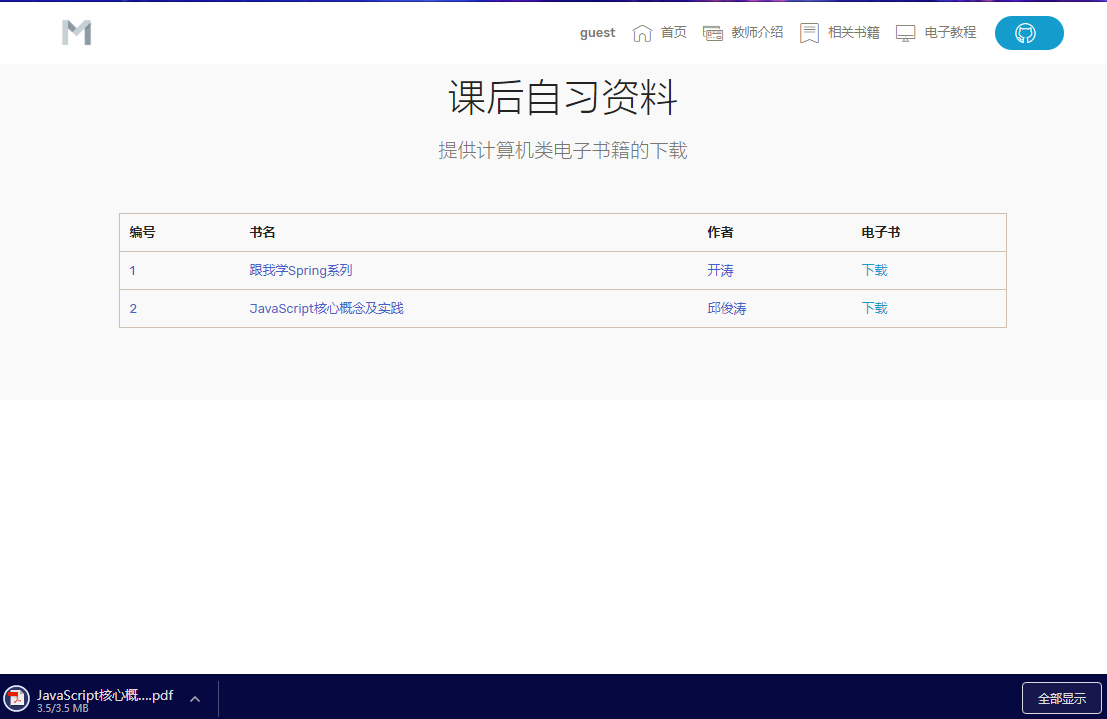 M
guest 首页 教师介绍 相关书籍 电子教程
课后自习资料
提供计算机类电子书籍的下载
编号 书名 作者 电子书
1 跟我学Spring系列 开涛 下载
2 JavaScript核心概念及实践 邱俊涛 下载
JavaScript核心概....pdf
3.5/3.5 MB
全部显示